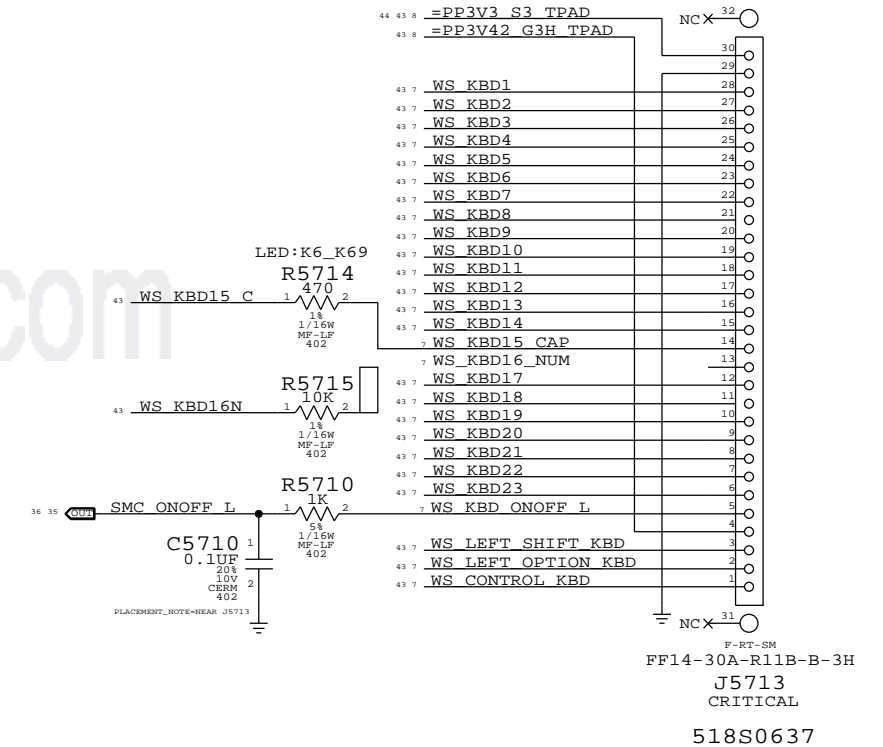 44 43 8 =PP3V3_S3_TPAD
43 8 =PP3V42_G3H_TPAD
NC 32
30
29
43 7 WS_KBD1 28
43 7 WS_KBD2 27
43 7 WS_KBD3 26
43 7 WS_KBD4 25
43 7 WS_KBD5 24
43 7 WS_KBD6 23
43 7 WS_KBD7 22
43 7 WS_KBD8 21
43 7 WS_KBD9 20
43 7 WS_KBD10 19
43 7 WS_KBD11 18
43 7 WS_KBD12 17
43 7 WS_KBD13 16
43 7 WS_KBD14 15
7 WS_KBD15_CAP 14
7 WS_KBD16_NUM 13
43 7 WS_KBD17 12
43 7 WS_KBD18 11
43 7 WS_KBD19 10
43 7 WS_KBD20 9
43 7 WS_KBD21 8
43 7 WS_KBD22 7
43 7 WS_KBD23 6
7 WS_KBD_ONOFF_L 5
4
43 7 WS_LEFT_SHIFT_KBD 3
43 7 WS_LEFT_OPTION_KBD 2
43 7 WS_CONTROL_KBD 1
NC 31
F-RT-SM
FF14-30A-R11B-B-3H
J5713
CRITICAL
518S0637
LED:K6_K69
R5714
470
43 WS_KBD15_C 1 2
1%
1/16W
MF-LF
402
R5715
10K
43 WS_KBD16N 1 2
1%
1/16W
MF-LF
402
R5710
1K
36 35 OUT SMC_ONOFF_L 1 2
5%
1/16W
MF-LF
402
C5710 1
0.1UF
20%
10V 2
CERM
402
PLACEMENT_NOTE=NEAR J5713
com